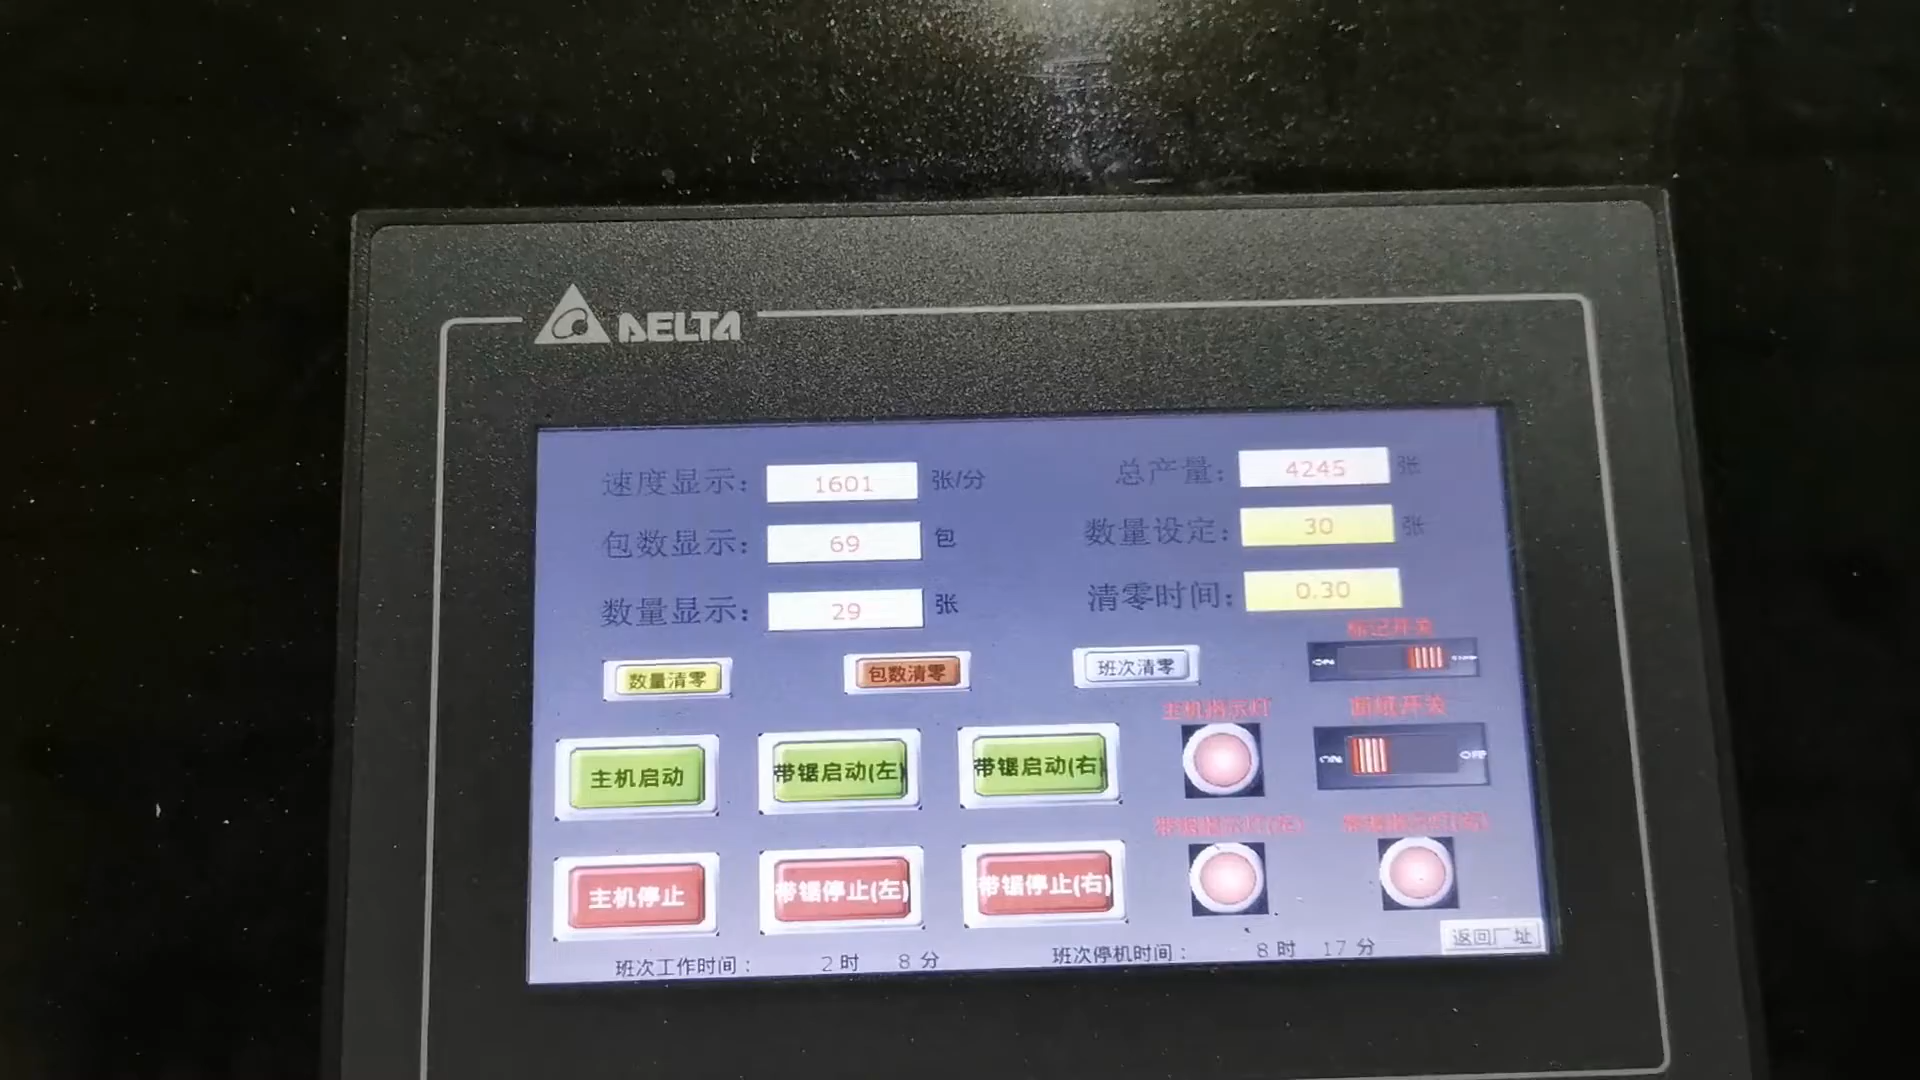 DELTA
速度显示: 1601 张/分 总产量: 4245 张
包数显示: 69 包 数量设定: 30 张
数量显示: 29 张 清零时间: 0.30
标记开关
数量清零 包数清零 班次清零 ON
主机指示灯 面纸开关
主机启动 带锯启动(左) 带锯启动(右) ON OFF
带锯指示灯(左) 带锯指示灯(右)
主机停止 带锯停止(左) 带锯停止(右)
返回厂址
班次工作时间: 2 时 8 分 班次停机时间: 8 时 17 分